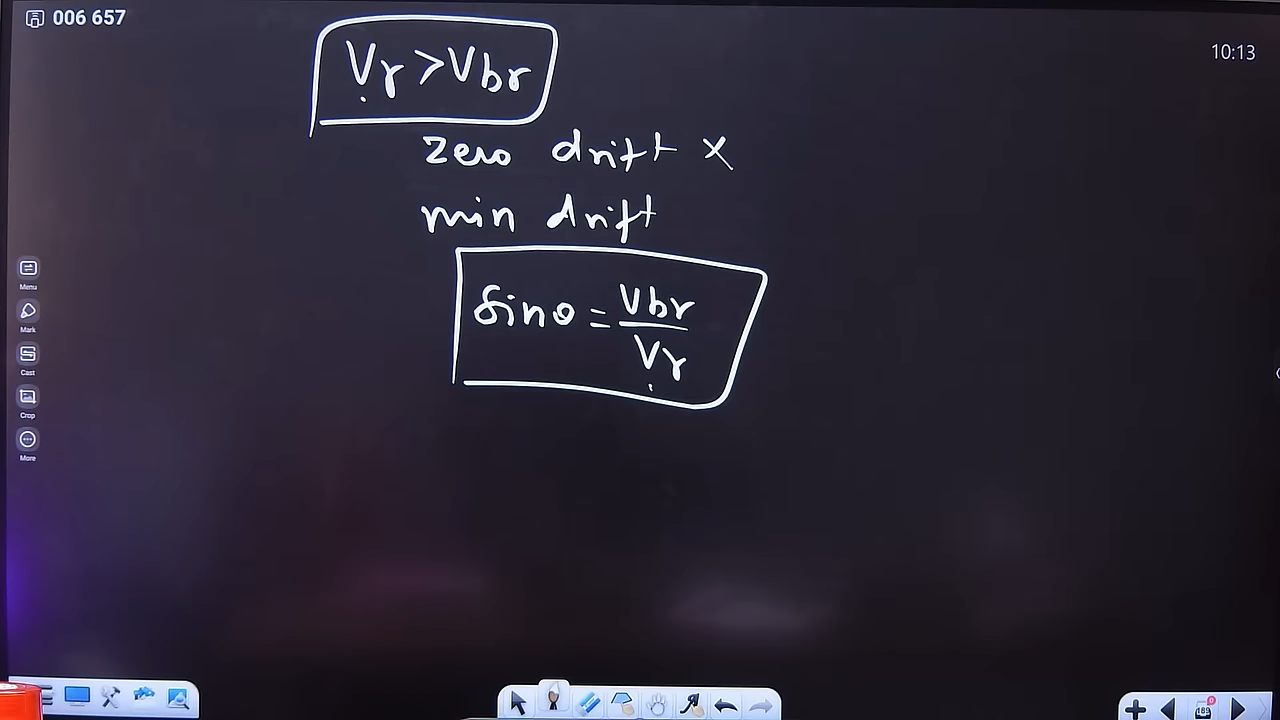 006 657
10:13
Vr > Vbr
zero drift ×
min drift
sinθ = Vbr/Vr
Menu
Mark
Cast
Crop
More